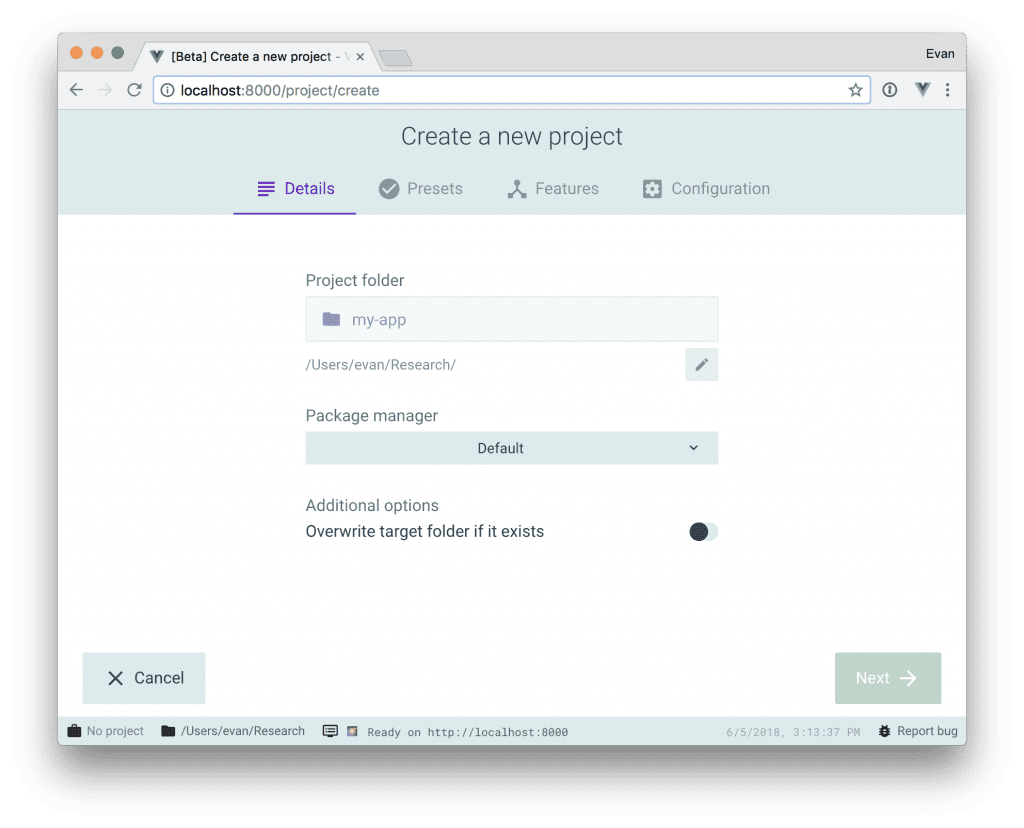 [Beta] Create a new project -
Evan
localhost:8000/project/create
Create a new project
Details Presets Features Configuration
Project folder
my-app
/Users/evan/Research/
Package manager
Default
Additional options
Overwrite target folder if it exists
Cancel Next
No project /Users/evan/Research Ready on http://localhost:8000 6/5/2018, 3:13:37 PM Report bug